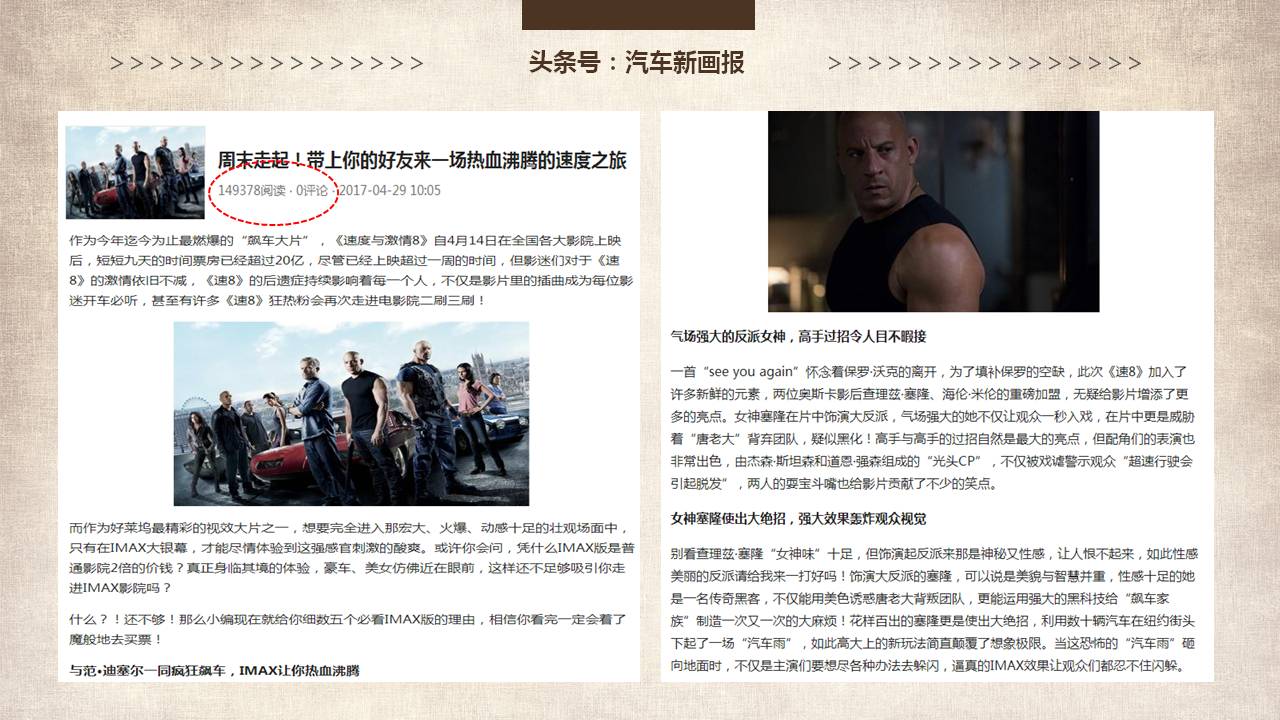 头条号：汽车新画报
周末走起！带上你的好友来一场热血沸腾的速度之旅
149378阅读 · 0评论 · 2017-04-29 10:05
作为今年迄今为止最燃爆的“飙车大片”，《速度与激情8》自4月14日在全国各大影院上映
后，短短九天的时间票房已经超过20亿，尽管已经上映超过一周的时间，但影迷们对于《速
8》的激情依旧不减，《速8》的后遗症持续影响着每一个人，不仅是影片里的插曲成为每位影
迷开车必听，甚至有许多《速8》狂热粉会再次走进电影院二刷三刷！
而作为好莱坞最精彩的视效大片之一，想要完全进入那宏大、火爆、动感十足的壮观场面中，
只有在IMAX大银幕，才能尽情体验到这强感官刺激的酸爽。或许你会问，凭什么IMAX版是普
通影院2倍的价钱？真正身临其境的体验，豪车、美女仿佛近在眼前，这样还不足够吸引你走
进IMAX影院吗？
什么？！还不够！那么小编现在就给你细数五个必看IMAX版的理由，相信你看完一定会着了
魔般地去买票！
与范•迪塞尔一同疯狂飙车，IMAX让你热血沸腾
气场强大的反派女神，高手过招令人目不暇接
一首“see you again”怀念着保罗·沃克的离开，为了填补保罗的空缺，此次《速8》加入了
许多新鲜的元素，两位奥斯卡影后查理兹·塞隆、海伦·米伦的重磅加盟，无疑给影片增添了更
多的亮点。女神塞隆在片中饰演大反派，气场强大的她不仅让观众一秒入戏，在片中更是威胁
着“唐老大”背弃团队，疑似黑化！高手与高手的过招自然是最大的亮点，但配角们的表演也
非常出色，由杰森·斯坦森和道恩·强森组成的“光头CP”，不仅被戏谑警示观众“超速行驶会
引起脱发”，两人的耍宝斗嘴也给影片贡献了不少的笑点。
女神塞隆使出大绝招，强大效果轰炸观众视觉
别看查理兹·塞隆“女神味”十足，但饰演起反派来那是神秘又性感，让人恨不起来，如此性感
美丽的反派请给我来一打好吗！饰演大反派的塞隆，可以说是美貌与智慧并重，性感十足的她
是一名传奇黑客，不仅能用美色诱惑唐老大背叛团队，更能运用强大的黑科技给“飙车家
族”制造一次又一次的大麻烦！花样百出的塞隆更是使出大绝招，利用数十辆汽车在纽约街头
下起了一场“汽车雨”，如此高大上的新玩法简直颠覆了想象极限。当这恐怖的“汽车雨”砸
向地面时，不仅是主演们要想尽各种办法去躲闪，逼真的IMAX效果让观众们都忍不住闪躲。